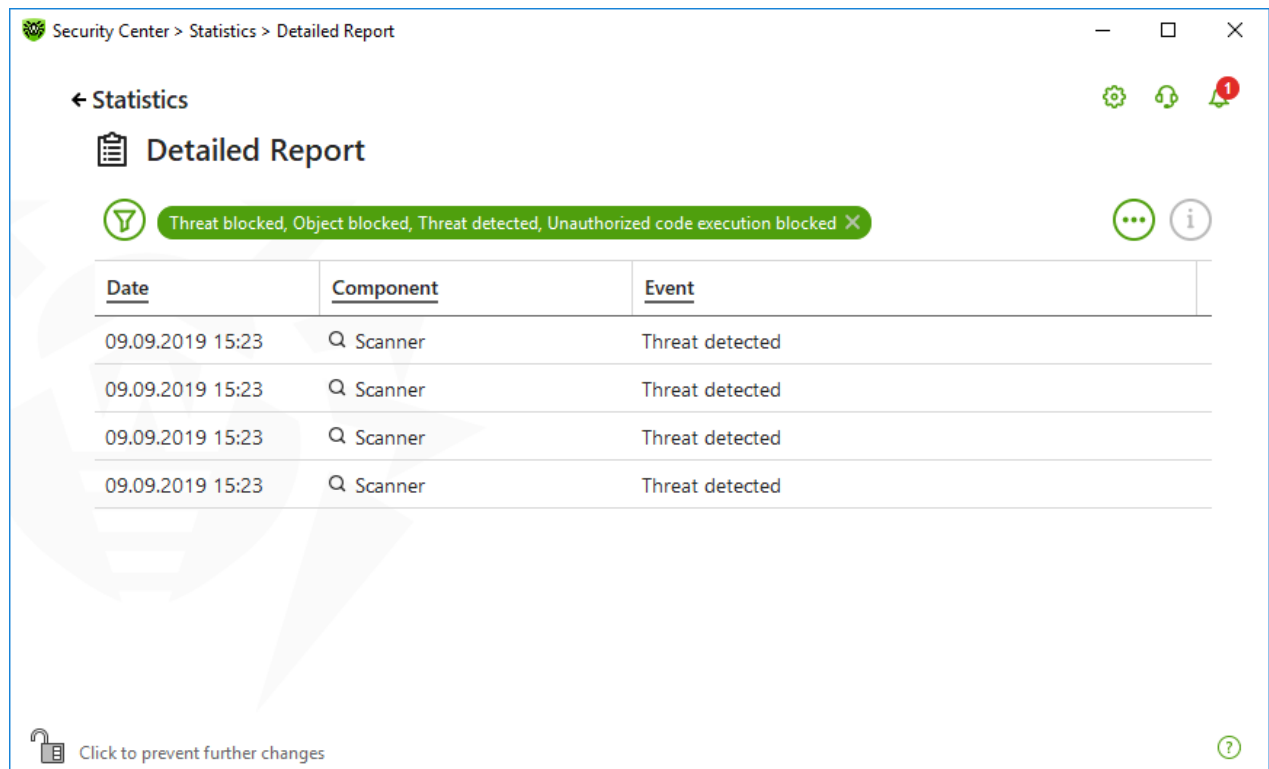 Security Center > Statistics > Detailed Report
Statistics
1
Detailed Report
Threat blocked, Object blocked, Threat detected, Unauthorized code execution blocked
Date Component Event
09.09.2019 15:23 Scanner Threat detected
09.09.2019 15:23 Scanner Threat detected
09.09.2019 15:23 Scanner Threat detected
09.09.2019 15:23 Scanner Threat detected
Click to prevent further changes